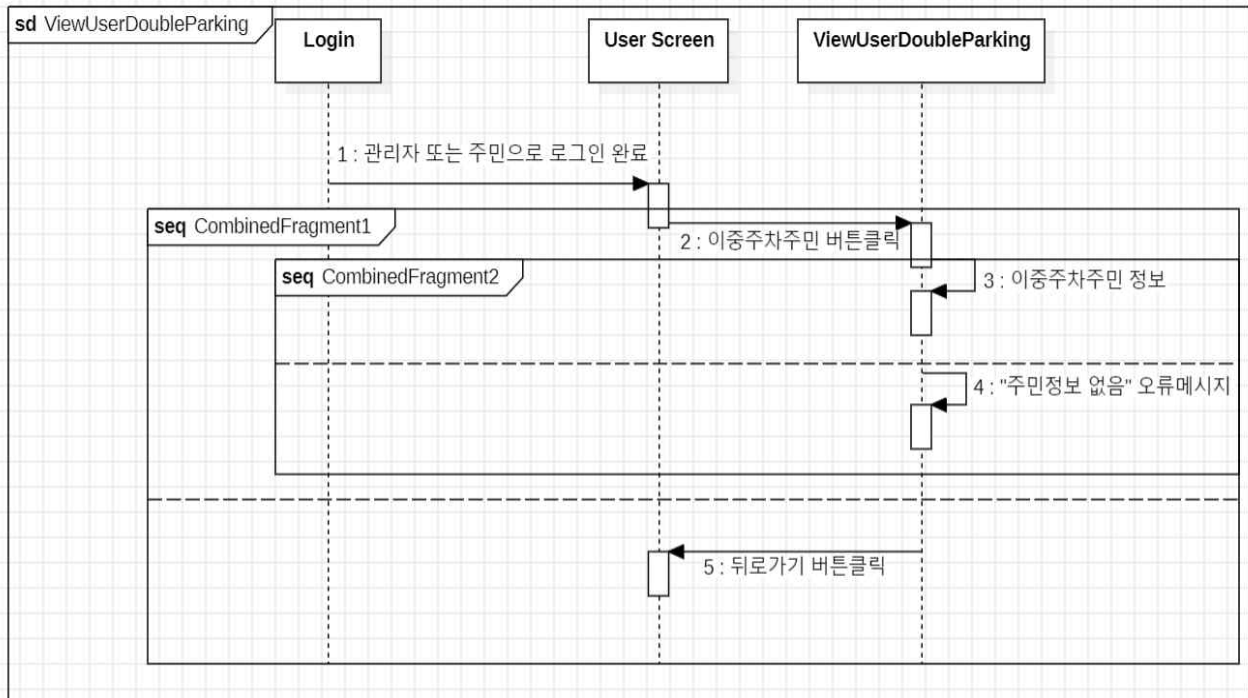 sd ViewUserDoubleParking
Login
User Screen
ViewUserDoubleParking
1 : 관리자 또는 주민으로 로그인 완료
seq CombinedFragment1
2 : 이중주차주민 버튼클릭
seq CombinedFragment2
3 : 이중주차주민 정보
4 : "주민정보 없음" 오류메시지
5 : 뒤로가기 버튼클릭